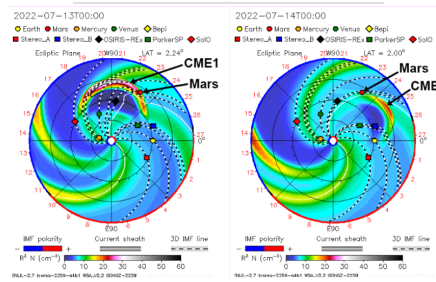 2022-07-13T00:00
Earth Mars Mercury Venus Bepi
Stereo_A Stereo_B OSIRIS-REx ParkerSP SolO
Ecliptic Plane W90 LAT = 2.24°
CME1
Mars
E90
IMF polarity Current sheath 3D IMF line
- +
R² N (cm⁻³) 0 10 20 30 40 50 60
2022-07-14T00:00
Earth Mars Mercury Venus Bepi
Stereo_A Stereo_B OSIRIS-REx ParkerSP SolO
Ecliptic Plane W90 LAT = 2.00°
Mars
CME
E90
IMF polarity Current sheath 3D IMF line
- +
R² N (cm⁻³) 0 10 20 30 40 50 60